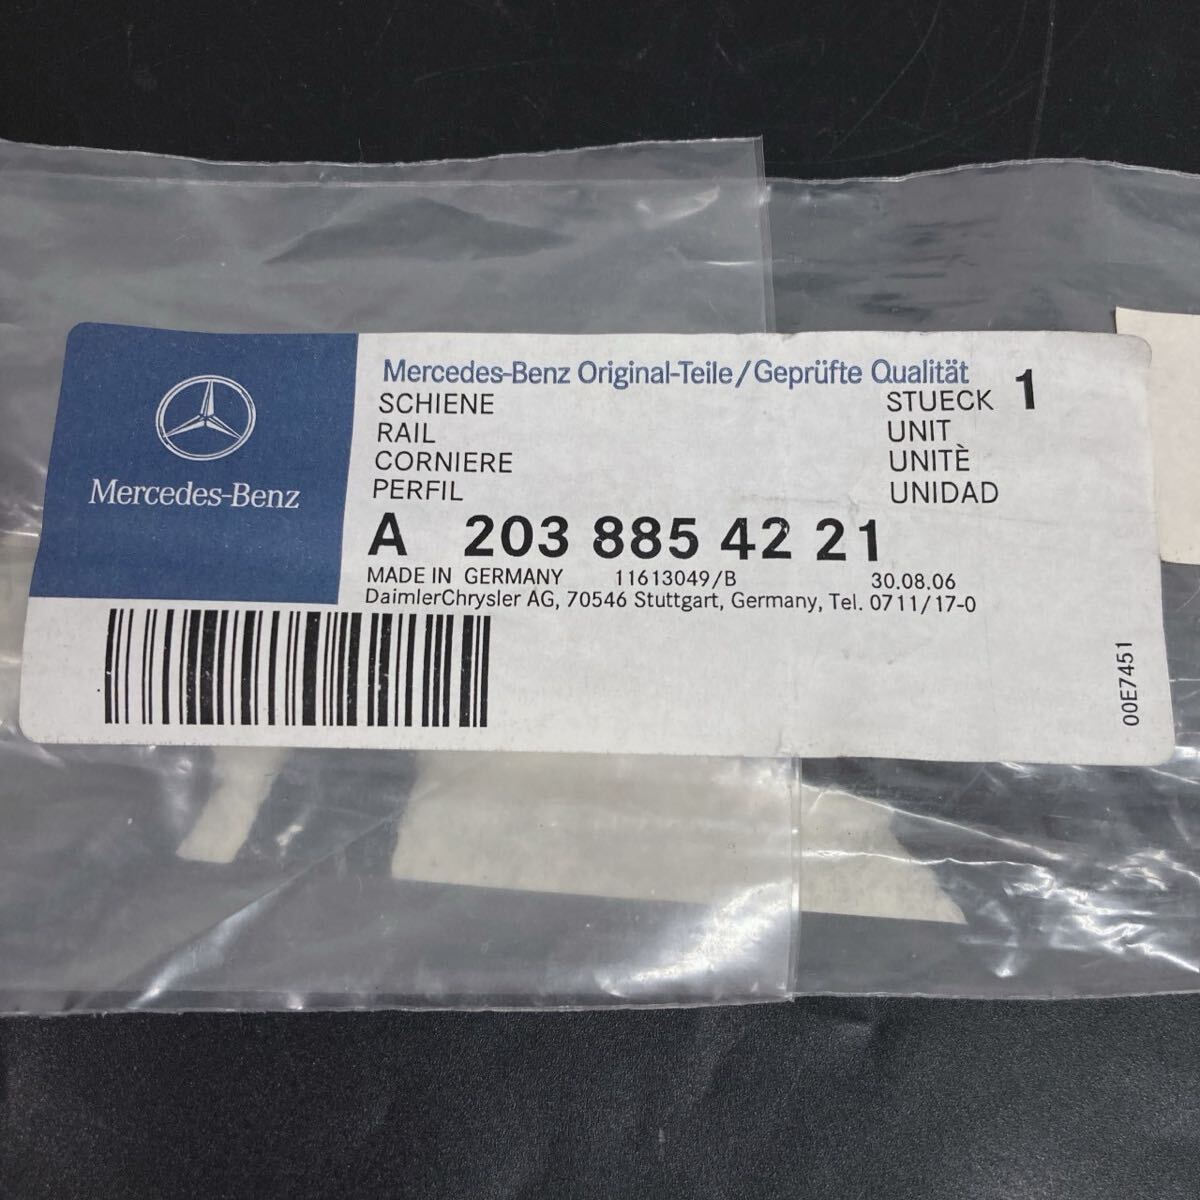 Mercedes-Benz
Mercedes-Benz Original-Teile/Geprüfte Qualität
SCHIENE STUECK 1
RAIL UNIT
CORNIERE UNITÈ
PERFIL UNIDAD
A 203 885 42 21
MADE IN GERMANY 11613049/B 30.08.06
DaimlerChrysler AG, 70546 Stuttgart, Germany, Tel. 0711/17-0
00E7451